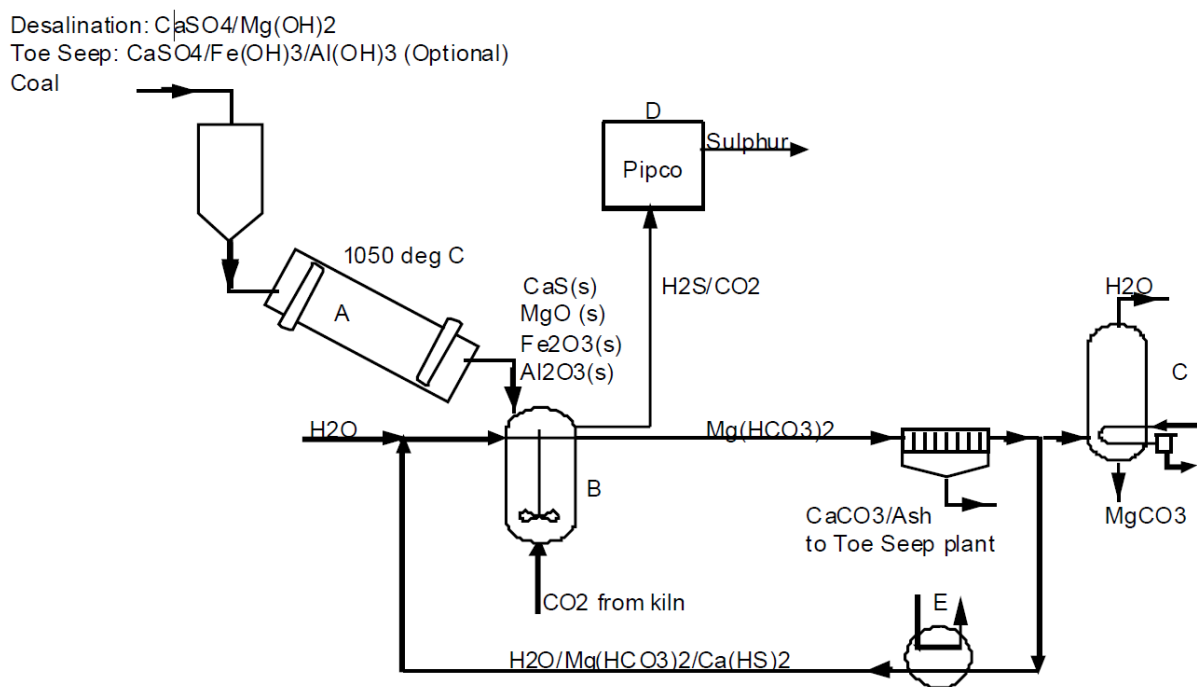 Desalination: CaSO4/Mg(OH)2
Toe Seep: CaSO4/Fe(OH)3/Al(OH)3 (Optional)
Coal
D
Sulphur
Pipco
1050 deg C
A
CaS(s)
MgO (s)
Fe2O3(s)
Al2O3(s)
H2S/CO2
H2O
C
H2O
Mg(HCO3)2
B
CaCO3/Ash
to Toe Seep plant
MgCO3
CO2 from kiln
E
H2O/Mg(HCO3)2/Ca(HS)2